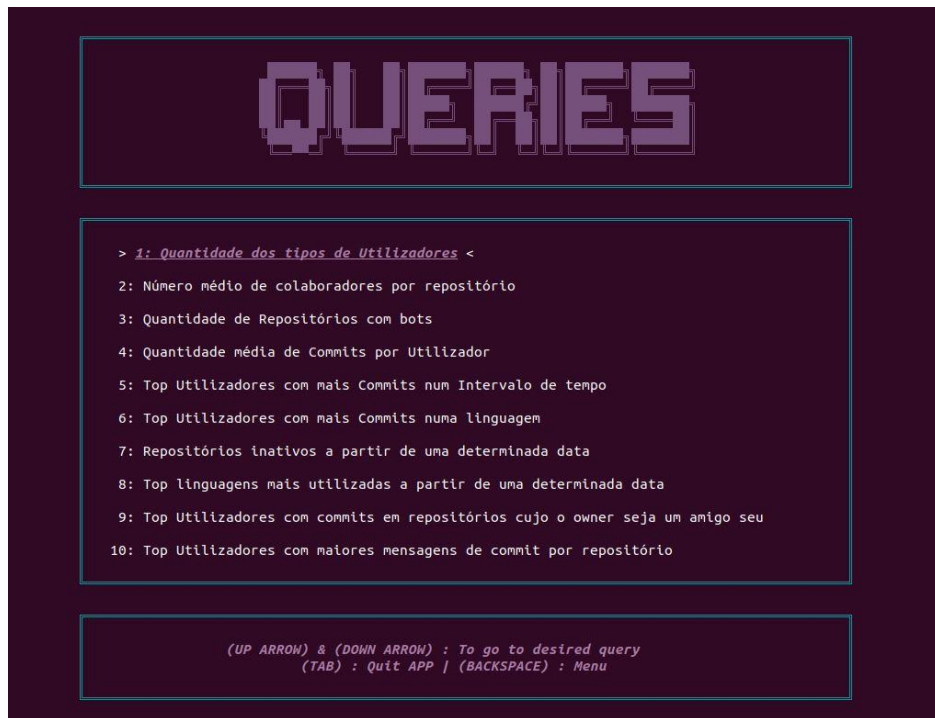 QUERIES
> 1: Quantidade dos tipos de Utilizadores <
2: Número médio de colaboradores por repositório
3: Quantidade de Repositórios com bots
4: Quantidade média de Commits por Utilizador
5: Top Utilizadores com mais Commits num Intervalo de tempo
6: Top Utilizadores com mais Commits numa linguagem
7: Repositórios inativos a partir de uma determinada data
8: Top linguagens mais utilizadas a partir de uma determinada data
9: Top Utilizadores com commits em repositórios cujo o owner seja um amigo seu
10: Top Utilizadores com maiores mensagens de commit por repositório
(UP ARROW) & (DOWN ARROW) : To go to desired query
(TAB) : Quit APP | (BACKSPACE) : Menu